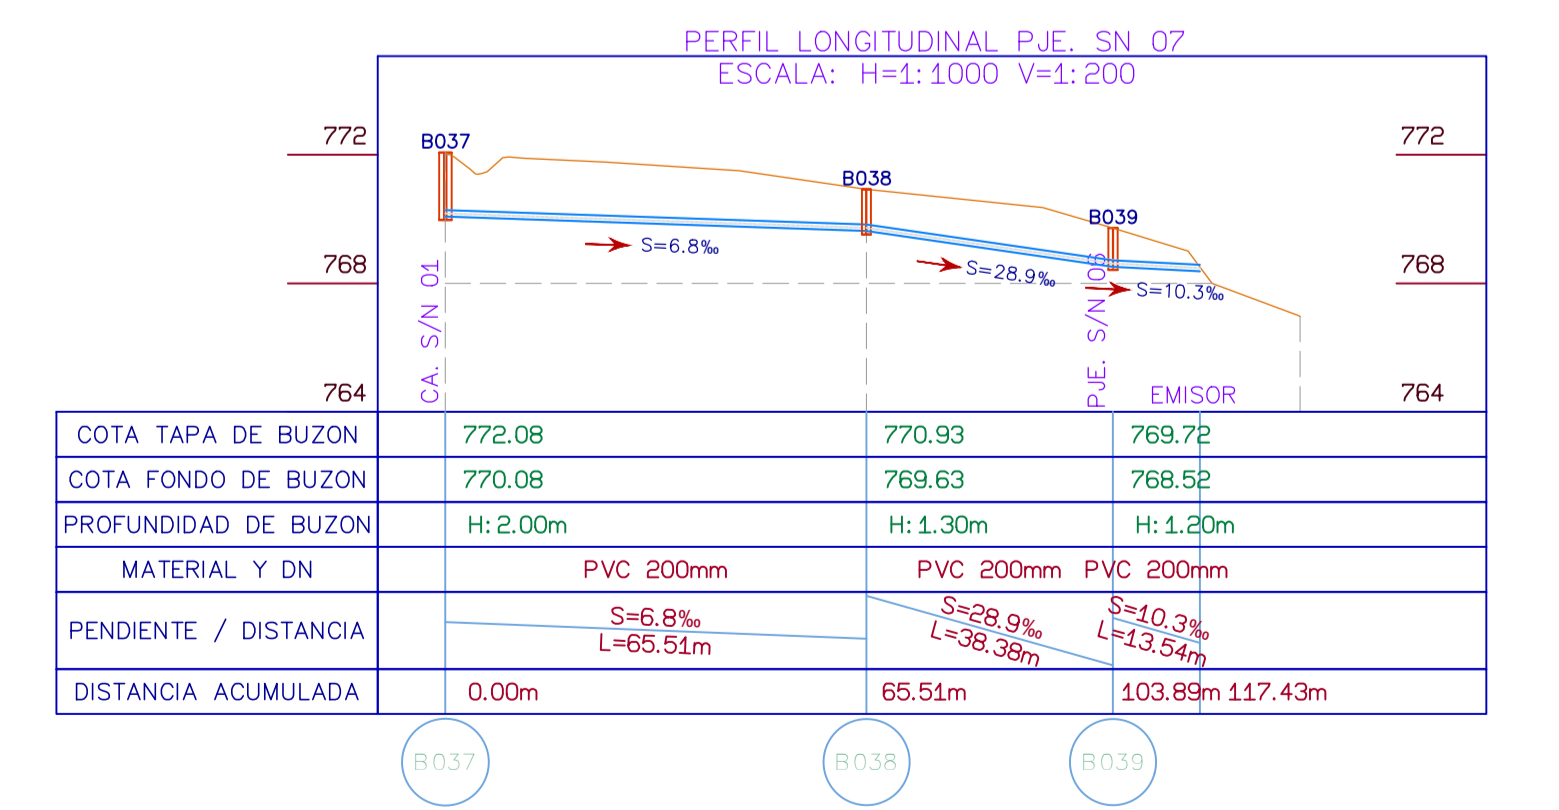 PERFIL LONGITUDINAL PJE. SN 07
ESCALA: H=1:1000 V=1:200
772
772
B037
B038
B039
768
768
S=6.8‰
S=28.9‰
S=10.3‰
CA. S/N 01
PJE. S/N 06
764
764
EMISOR
COTA TAPA DE BUZON 772.08 770.93 769.72
COTA FONDO DE BUZON 770.08 769.63 768.52
PROFUNDIDAD DE BUZON H:2.00m H:1.30m H:1.20m
MATERIAL Y DN PVC 200mm PVC 200mm PVC 200mm
PENDIENTE / DISTANCIA
S=6.8‰
L=65.51m
S=28.9‰
L=38.38m
S=10.3‰
L=13.54m
DISTANCIA ACUMULADA 0.00m 65.51m 103.89m 117.43m
B037 B038 B039